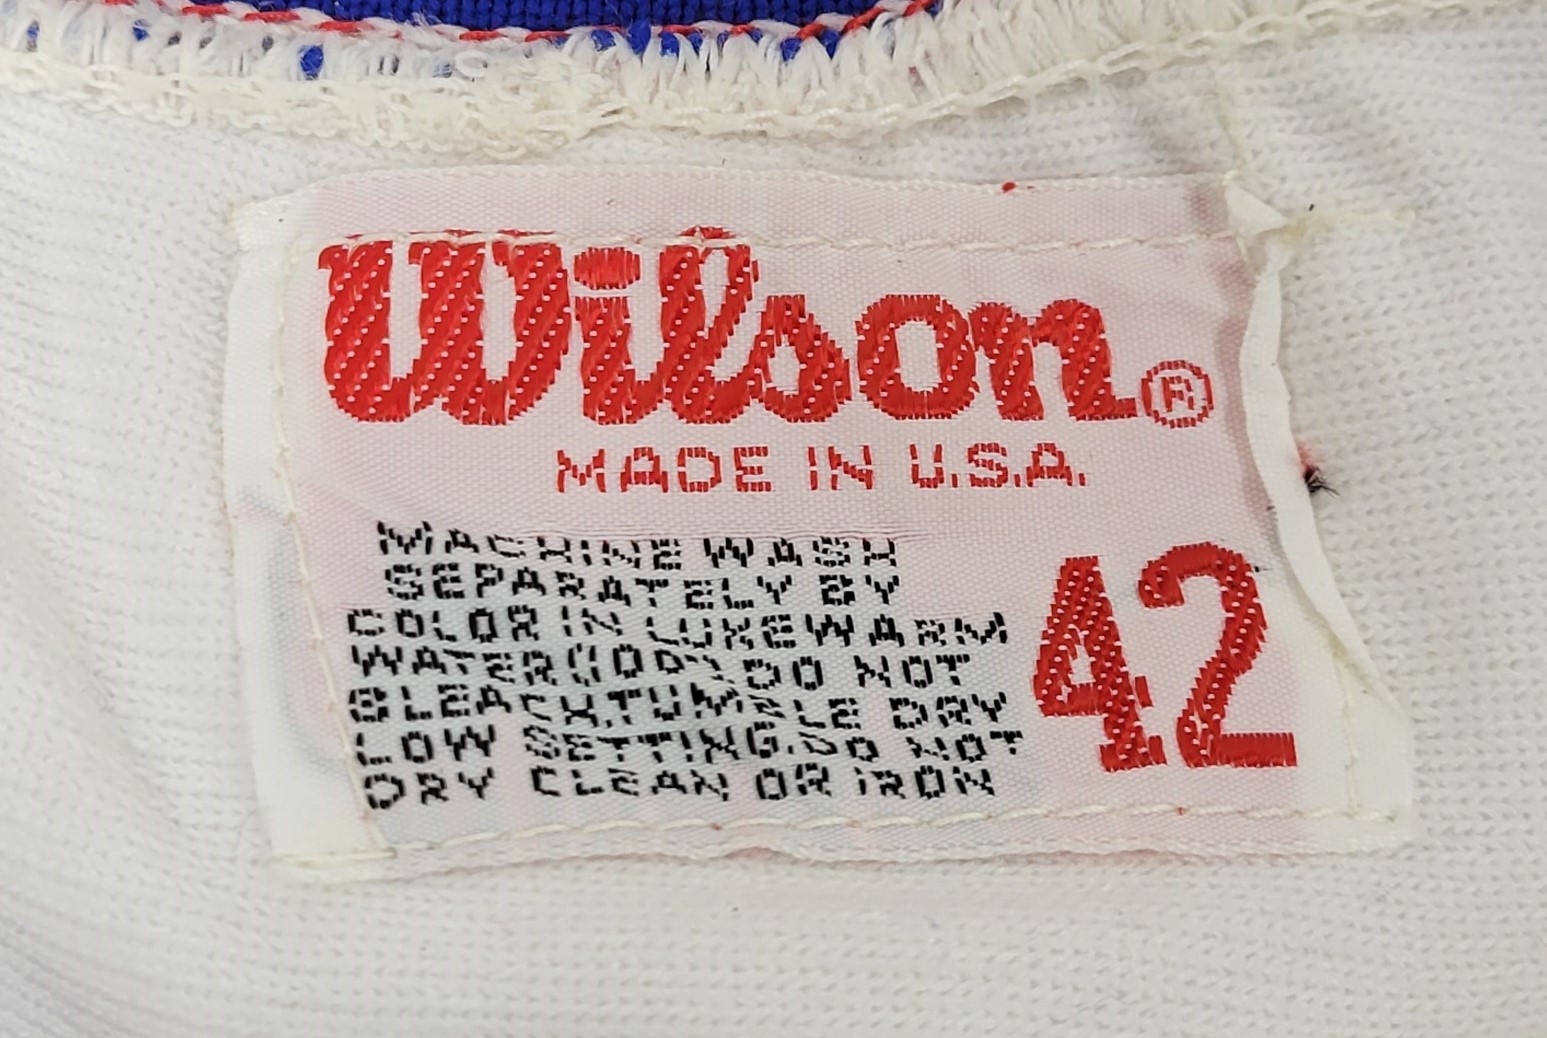 Wilson®
MADE IN U.S.A.
MACHINE WASH
SEPARATELY BY
COLOR IN LUKEWARM
WATER(100°).DO NOT
BLEACH.TUMBLE DRY
LOW SETTING.DO NOT
DRY CLEAN OR IRON
42